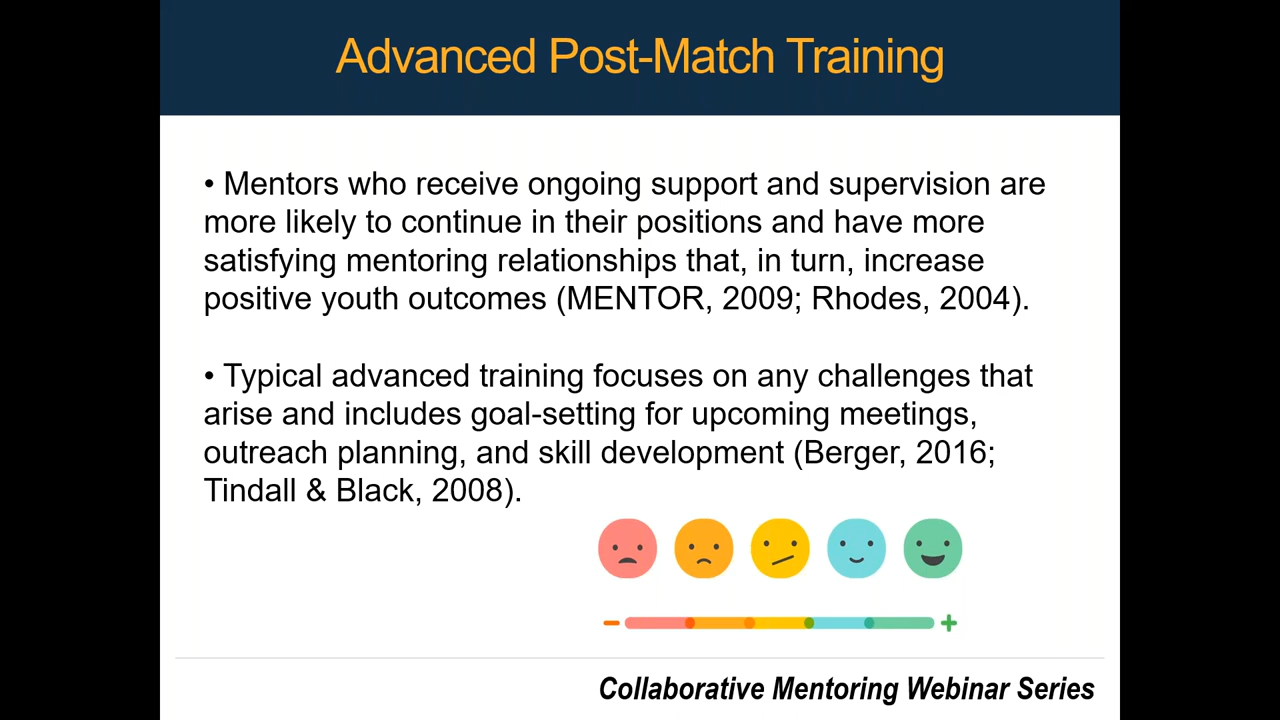 Advanced Post-Match Training
• Mentors who receive ongoing support and supervision are
more likely to continue in their positions and have more
satisfying mentoring relationships that, in turn, increase
positive youth outcomes (MENTOR, 2009; Rhodes, 2004).
• Typical advanced training focuses on any challenges that
arise and includes goal-setting for upcoming meetings,
outreach planning, and skill development (Berger, 2016;
Tindall & Black, 2008).
Collaborative Mentoring Webinar Series